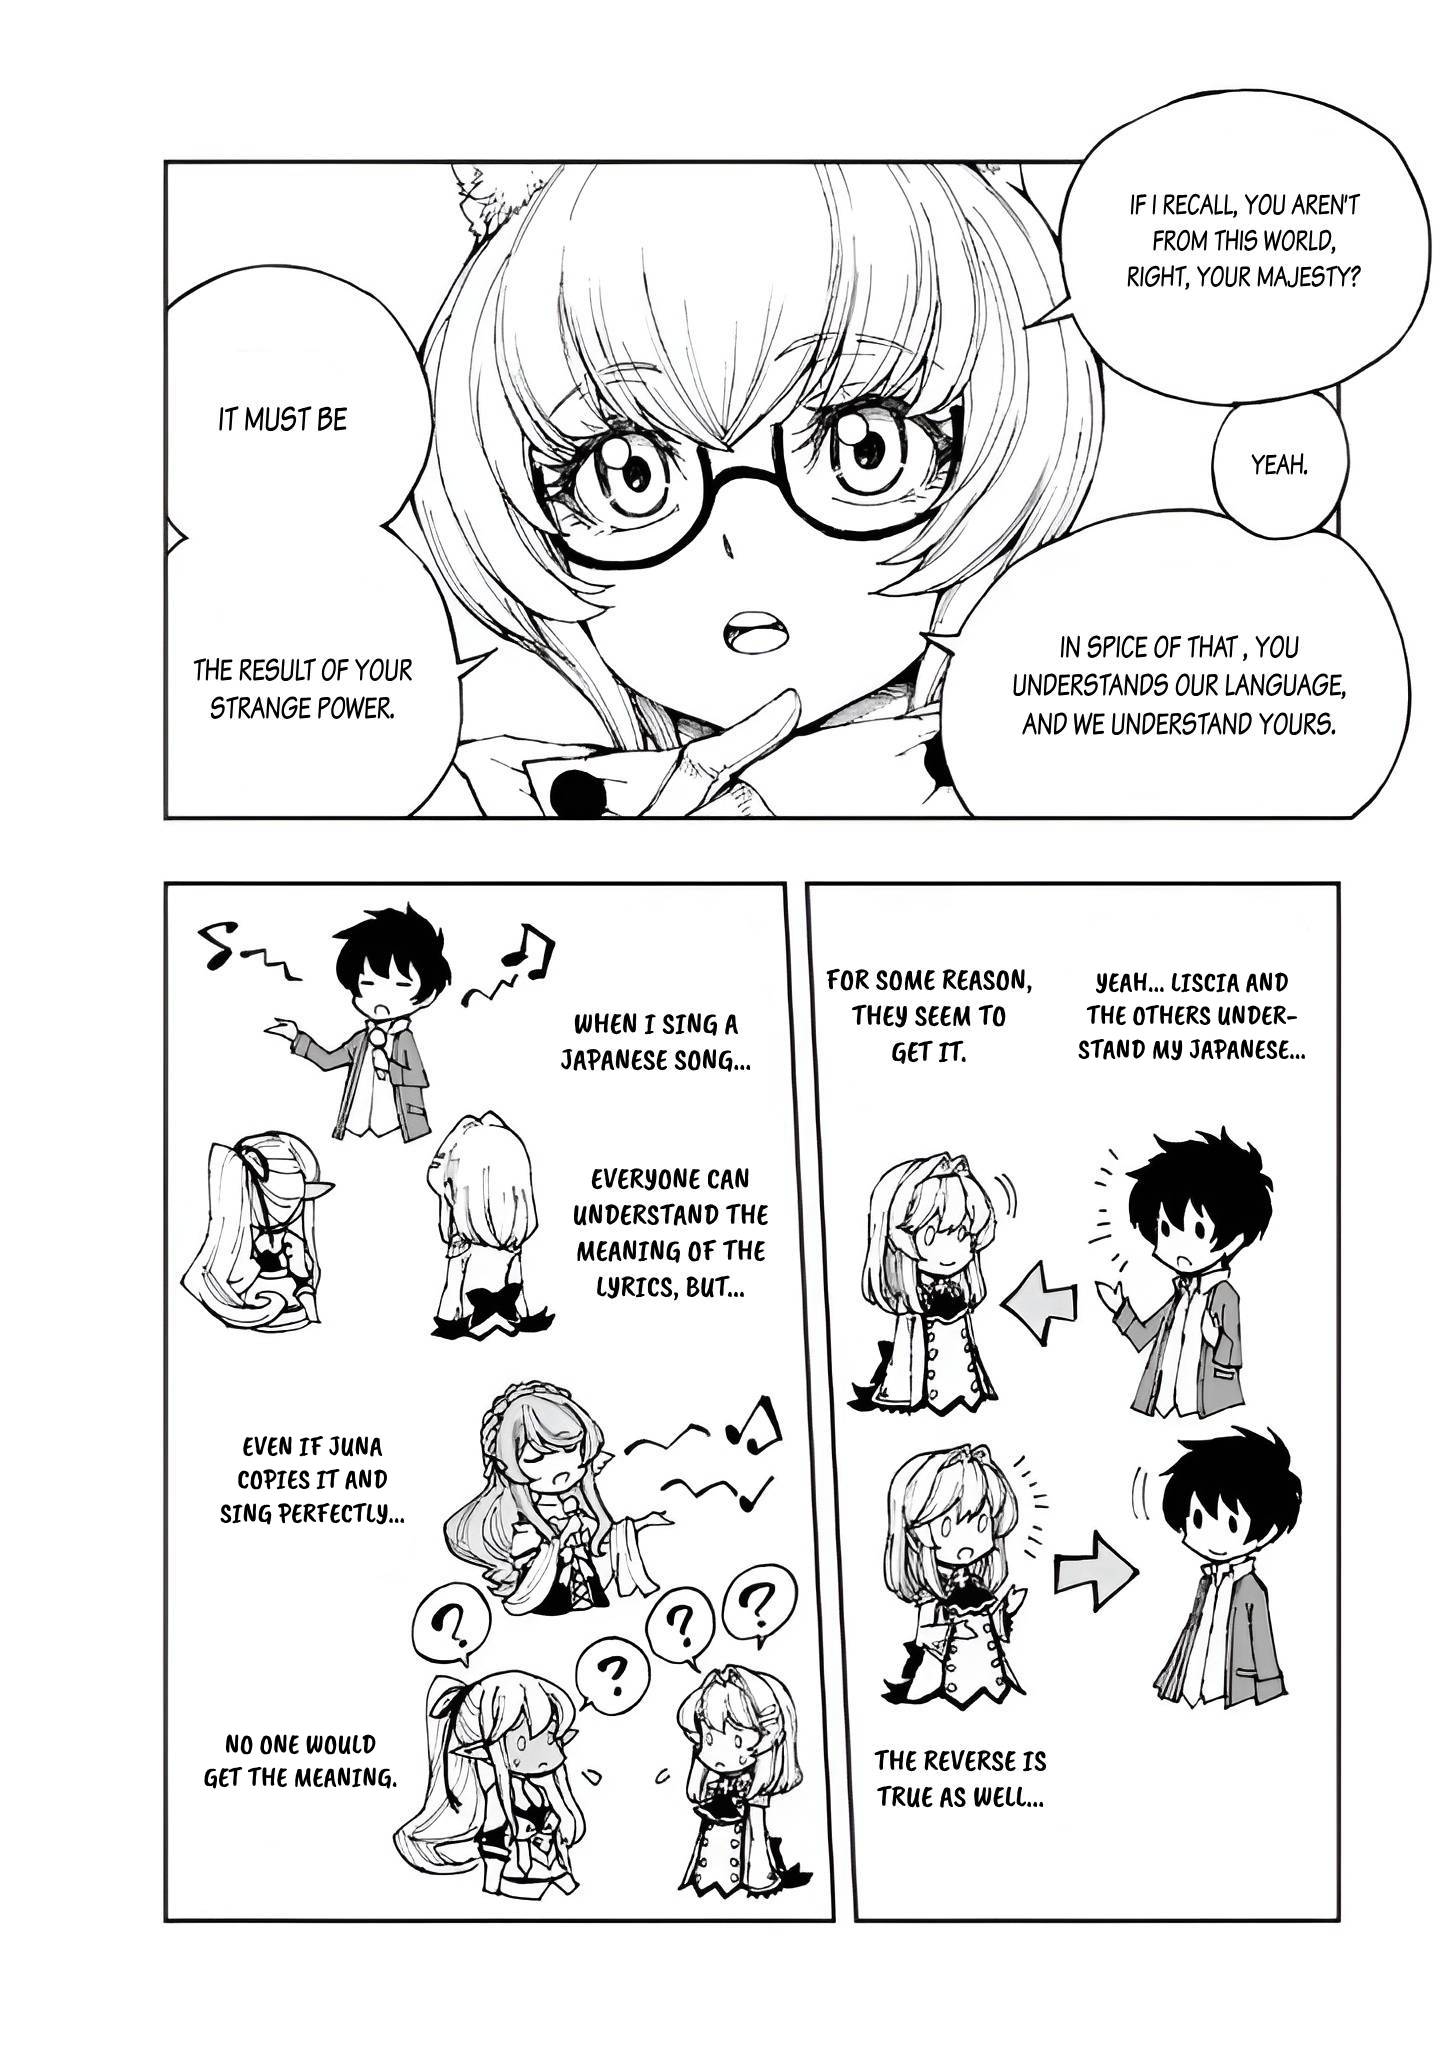 IF I RECALL, YOU AREN'T
FROM THIS WORLD,
RIGHT, YOUR MAJESTY?
YEAH.
IN SPICE OF THAT , YOU
UNDERSTANDS OUR LANGUAGE,
AND WE UNDERSTAND YOURS.
IT MUST BE
THE RESULT OF YOUR
STRANGE POWER.
YEAH... LISCIA AND
THE OTHERS UNDER-
STAND MY JAPANESE...
FOR SOME REASON,
THEY SEEM TO
GET IT.
THE REVERSE IS
TRUE AS WELL...
WHEN I SING A
JAPANESE SONG...
EVERYONE CAN
UNDERSTAND THE
MEANING OF THE
LYRICS, BUT...
EVEN IF JUNA
COPIES IT AND
SING PERFECTLY...
?
?
?
?
NO ONE WOULD
GET THE MEANING.